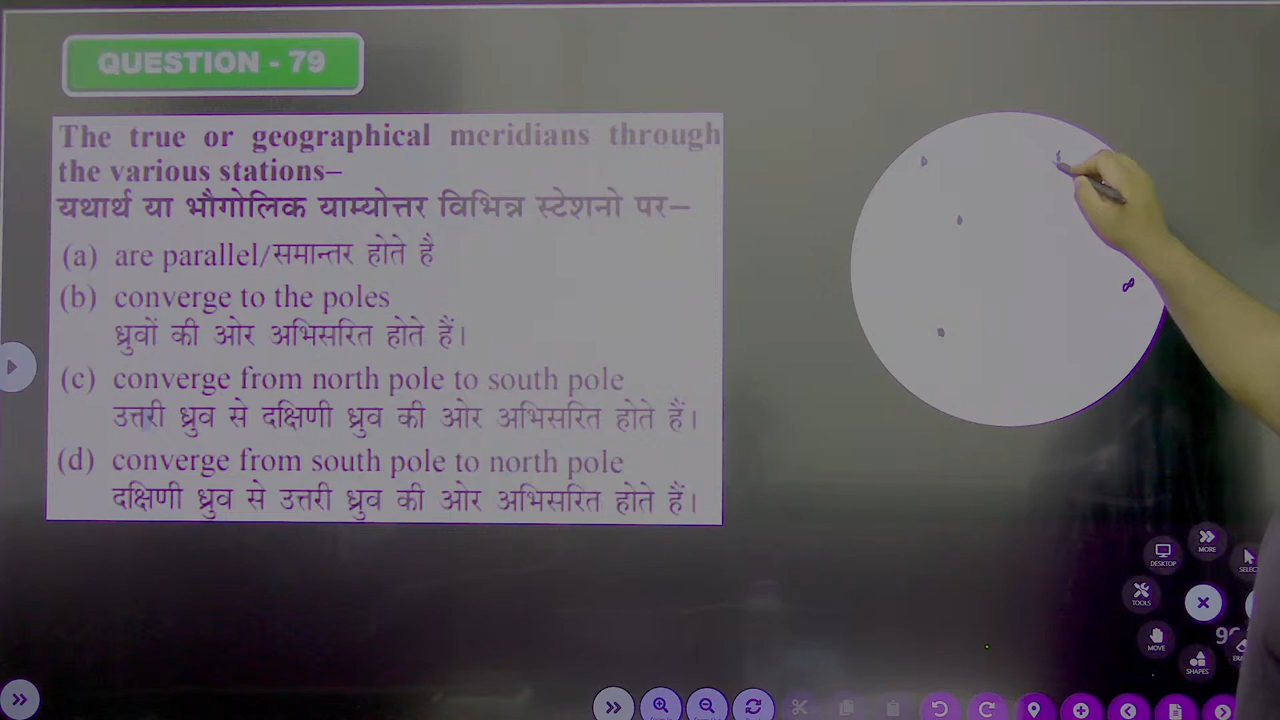 QUESTION - 79
The true or geographical meridians through
the various stations–
यथार्थ या भौगोलिक याम्योत्तर विभिन्न स्टेशनो पर–
(a) are parallel/समान्तर होते है
(b) converge to the poles
ध्रुवों की ओर अभिसरित होते हैं।
(c) converge from north pole to south pole
उत्तरी ध्रुव से दक्षिणी ध्रुव की ओर अभिसरित होते हैं।
(d) converge from south pole to north pole
दक्षिणी ध्रुव से उत्तरी ध्रुव की ओर अभिसरित होते हैं।
MORE
DESKTOP
TOOLS
MOVE
SHAPES